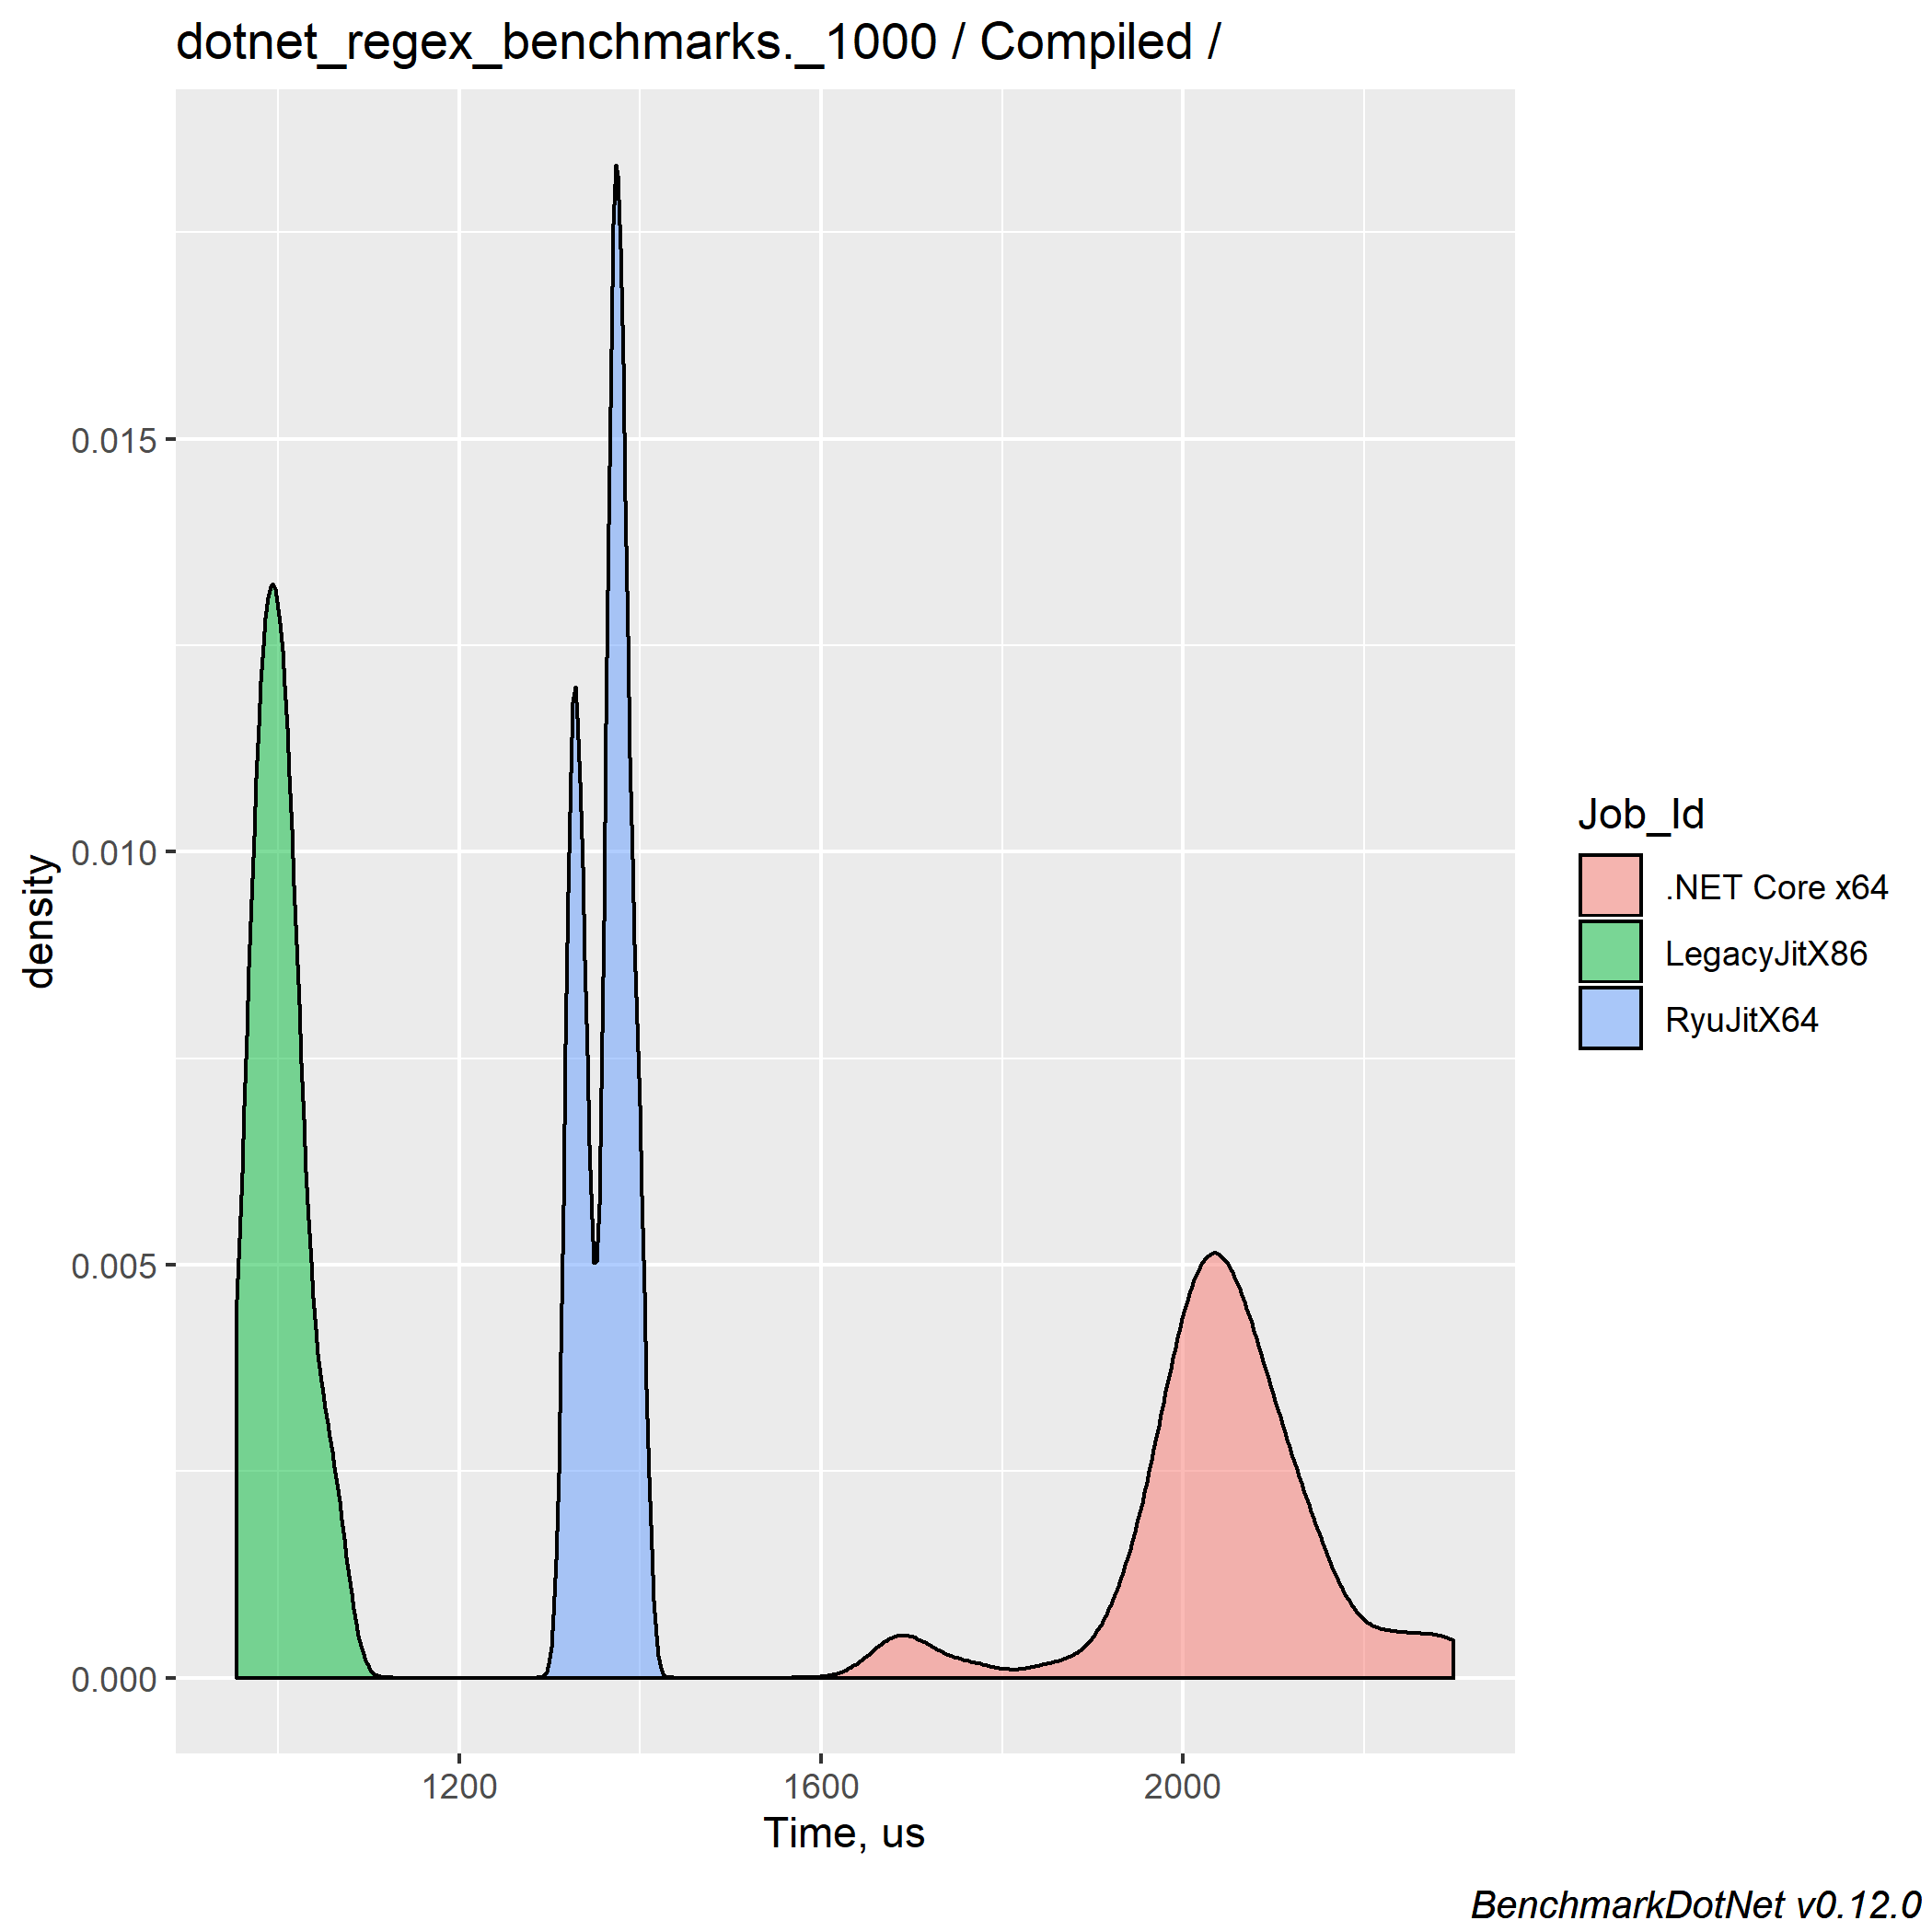 dotnet_regex_benchmarks._1000 / Compiled /
density
0.015
0.010
0.005
0.000
1200 1600 2000
Time, us
Job_Id
.NET Core x64
LegacyJitX86
RyuJitX64
BenchmarkDotNet v0.12.0